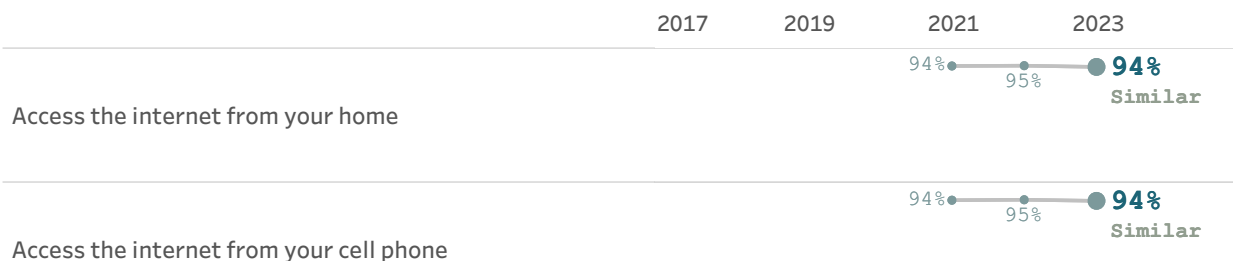 2017 2019 2021 2023
94% 94%
95%
Similar
Access the internet from your home
94% 94%
95%
Similar
Access the internet from your cell phone